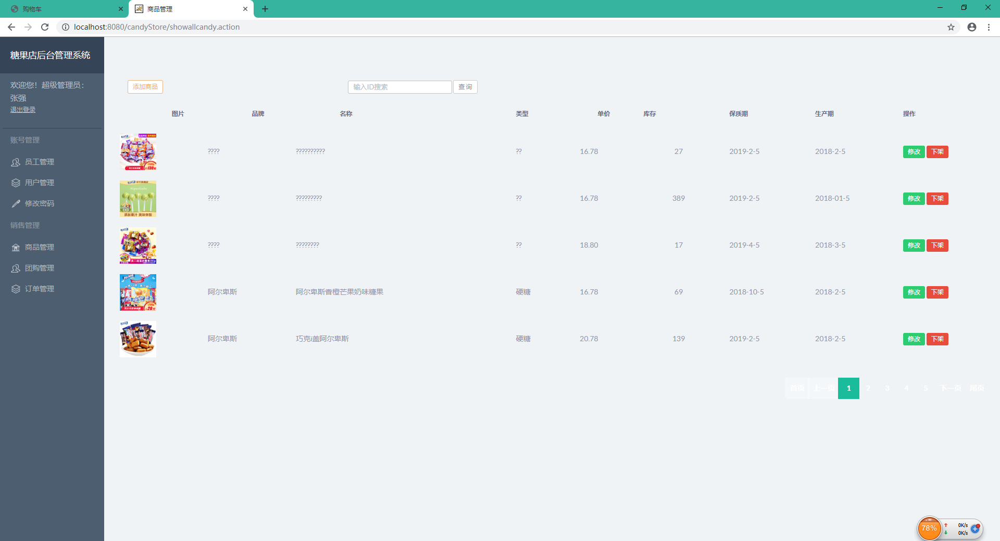 购物车
商品管理
localhost:8080/candyStore/showallcandy.action
糖果店后台管理系统
欢迎您！超级管理员：
张强
退出登录
账号管理
员工管理
用户管理
修改密码
销售管理
商品管理
团购管理
订单管理
添加商品 输入ID搜索 查询
图片 品牌 名称 类型 单价 库存 保质期 生产期 操作
???? ?????????? ?? 16.78 27 2019-2-5 2018-2-5 修改 下架
???? ????????? ?? 16.78 389 2019-2-5 2018-01-5 修改 下架
添加果汁 美味体验
???? ???????? ?? 18.80 17 2019-4-5 2018-3-5 修改 下架
阿尔卑斯 阿尔卑斯香橙芒果奶味糖果 硬糖 16.78 69 2018-10-5 2018-2-5 修改 下架
阿尔卑斯 巧克i盖阿尔卑斯 硬糖 20.78 139 2019-2-5 2018-2-5 修改 下架
首页 上一页 1 2 3 4 5 下一页 尾页
78%
0K/s
0K/s